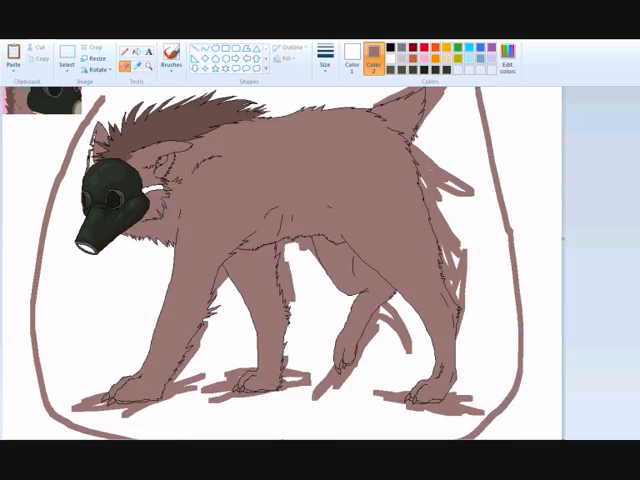 Paste
Cut
Copy
Clipboard
Select
Crop
Resize
Rotate
Image
A
Tools
Brushes
Shapes
Outline
Fill
Size
Color
1
Color
2
Colors
Edit
colors